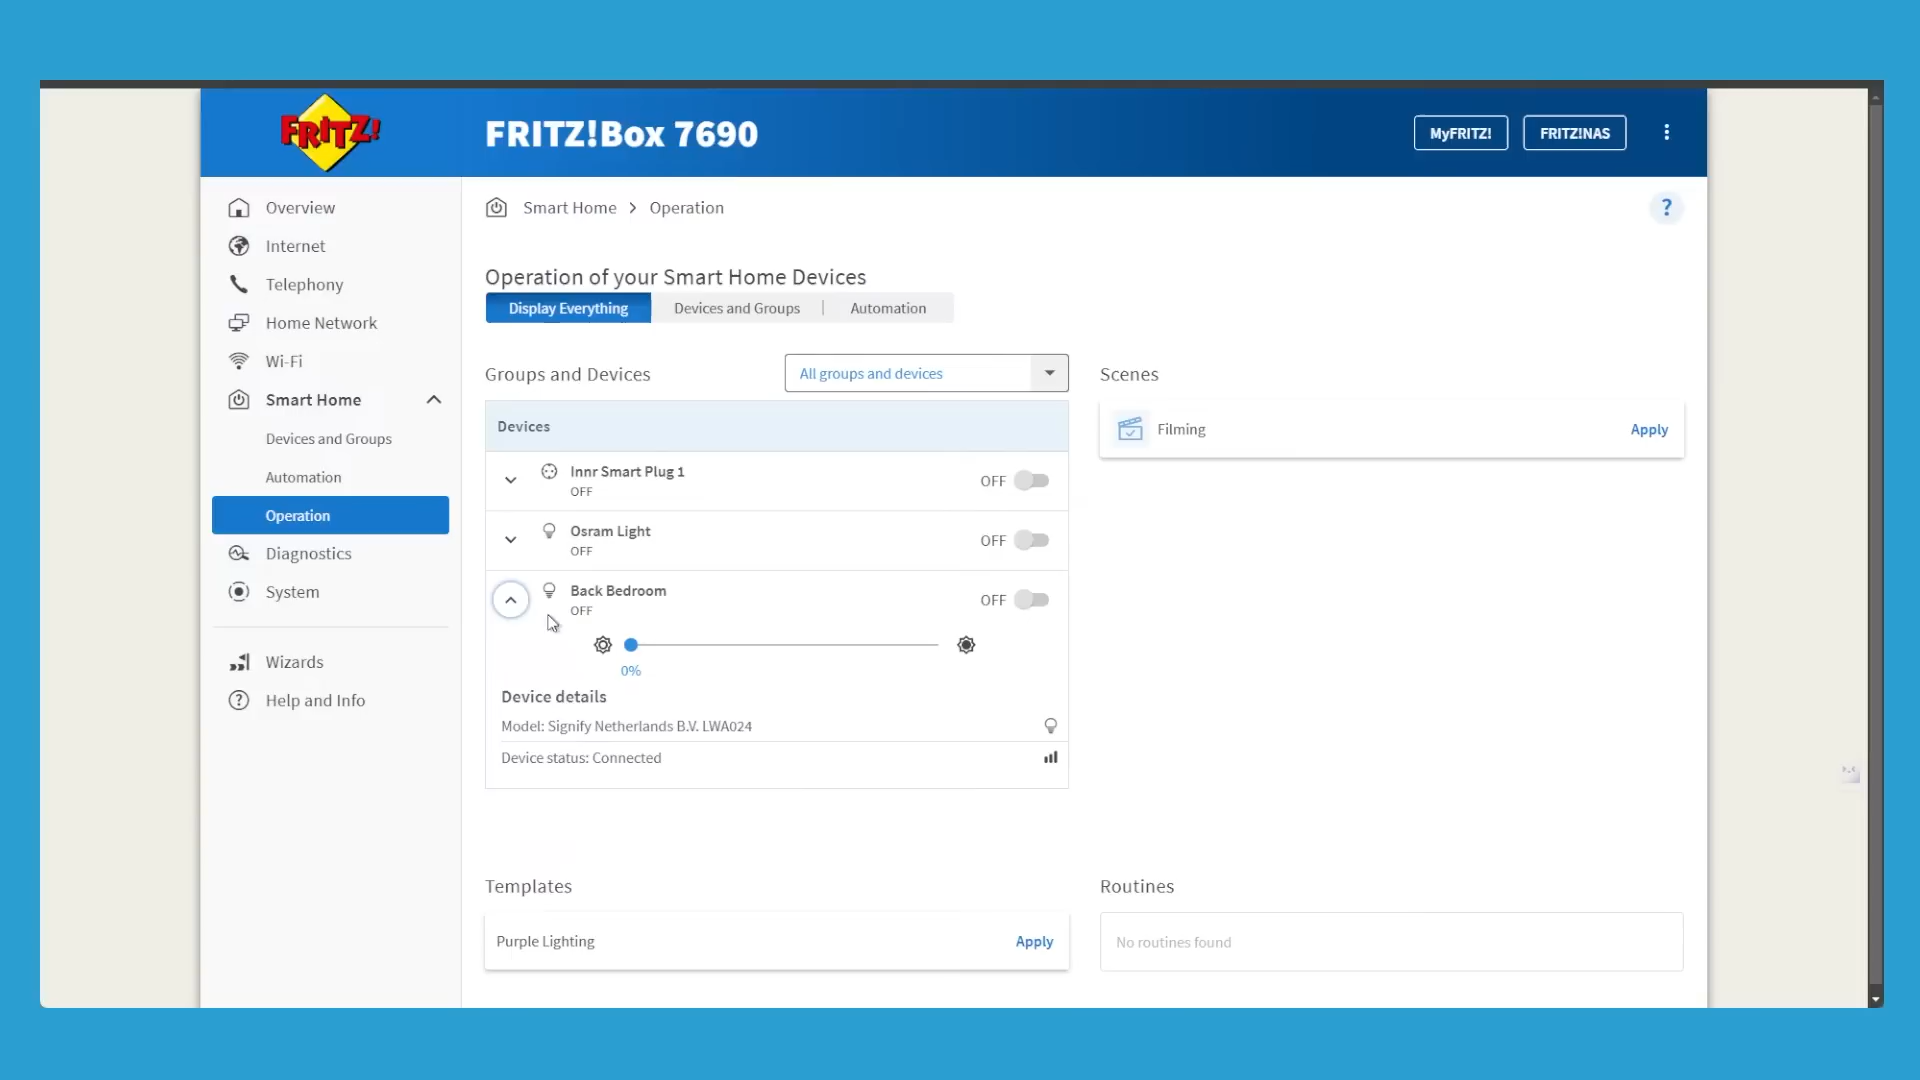 FRITZ!
FRITZ!Box 7690
MyFRITZ!
FRITZ!NAS
Overview
Internet
Telephony
Home Network
Wi-Fi
Smart Home
Devices and Groups
Automation
Operation
Diagnostics
System
Wizards
Help and Info
Smart Home > Operation
?
Operation of your Smart Home Devices
Display Everything
Devices and Groups
Automation
Groups and Devices
All groups and devices
Devices
Innr Smart Plug 1
OFF
OFF
Osram Light
OFF
OFF
Back Bedroom
OFF
OFF
0%
Device details
Model: Signify Netherlands B.V. LWA024
Device status: Connected
Scenes
Filming
Apply
Templates
Purple Lighting
Apply
Routines
No routines found